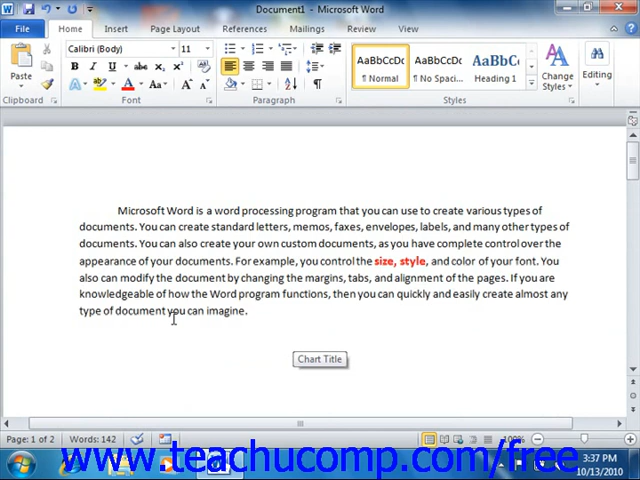 Document1 - Microsoft Word
File Home Insert Page Layout References Mailings Review View
Calibri (Body) 11
AaBbCcDc AaBbCcDc AaBbC
¶ Normal ¶ No Spaci... Heading 1
Paste Change Styles Editing
Clipboard Font Paragraph Styles
Microsoft Word is a word processing program that you can use to create various types of
documents. You can create standard letters, memos, faxes, envelopes, labels, and many other types of
documents. You can also create your own custom documents, as you have complete control over the
appearance of your documents. For example, you control the size, style, and color of your font. You
also can modify the document by changing the margins, tabs, and alignment of the pages. If you are
knowledgeable of how the Word program functions, then you can quickly and easily create almost any
type of document you can imagine.
Chart Title
Page: 1 of 2 Words: 142 100%
www.teachucomp.com/free
3:37 PM
10/13/2010